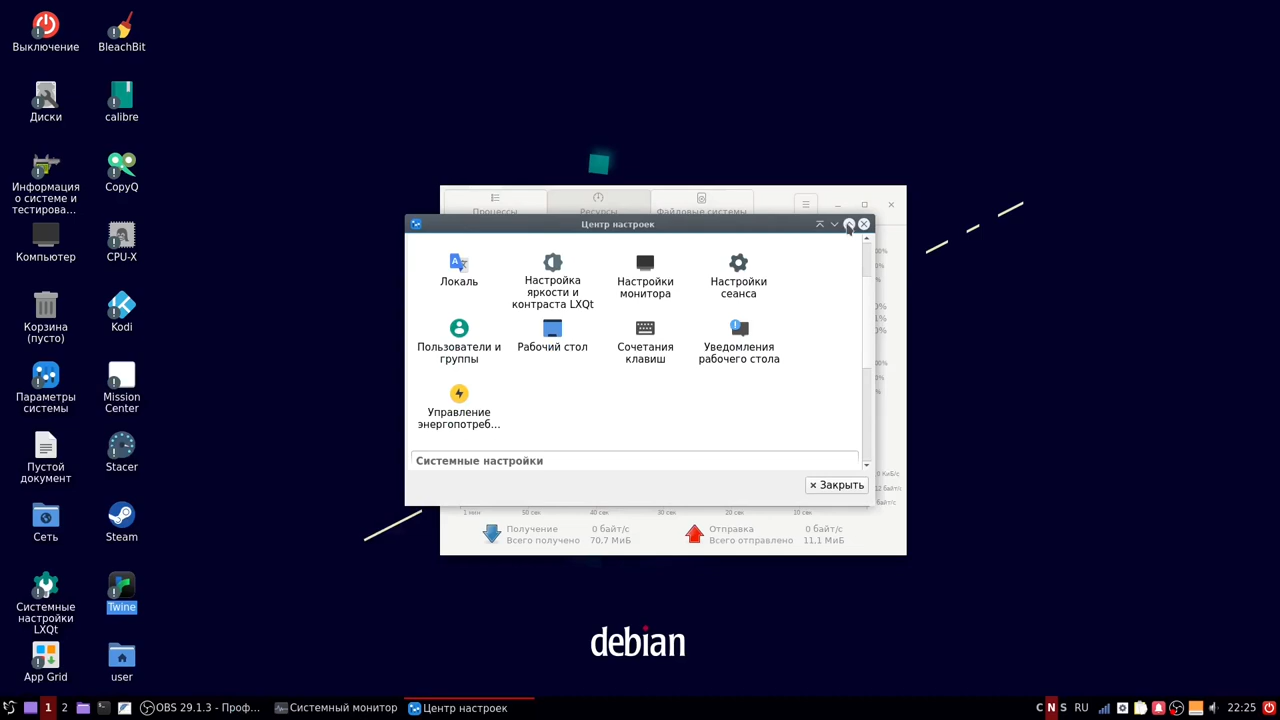 Выключение
BleachBit
Диски
calibre
Информация
о системе и
тестирова...
CopyQ
Компьютер
CPU-X
Корзина
(пусто)
Kodi
Параметры
системы
Mission
Center
Пустой
документ
Stacer
Сеть
Steam
Системные
настройки
LXQt
Twine
App Grid
user
Процессы
Ресурсы
Файловые системы
Центр настроек
Локаль
Настройка
яркости и
контраста LXQt
Настройки
монитора
Настройки
сеанса
Пользователи и
группы
Рабочий стол
Сочетания
клавиш
Уведомления
рабочего стола
Управление
энергопотреб...
Системные настройки
Закрыть
1 мин
50 сек
40 сек
30 сек
20 сек
10 сек
Получение 0 байт/с
Всего получено 70,7 МиБ
Отправка 0 байт/с
Всего отправлено 11,1 МиБ
debian
1 2 OBS 29.1.3 - Проф... Системный монитор Центр настроек C N S RU 22:25